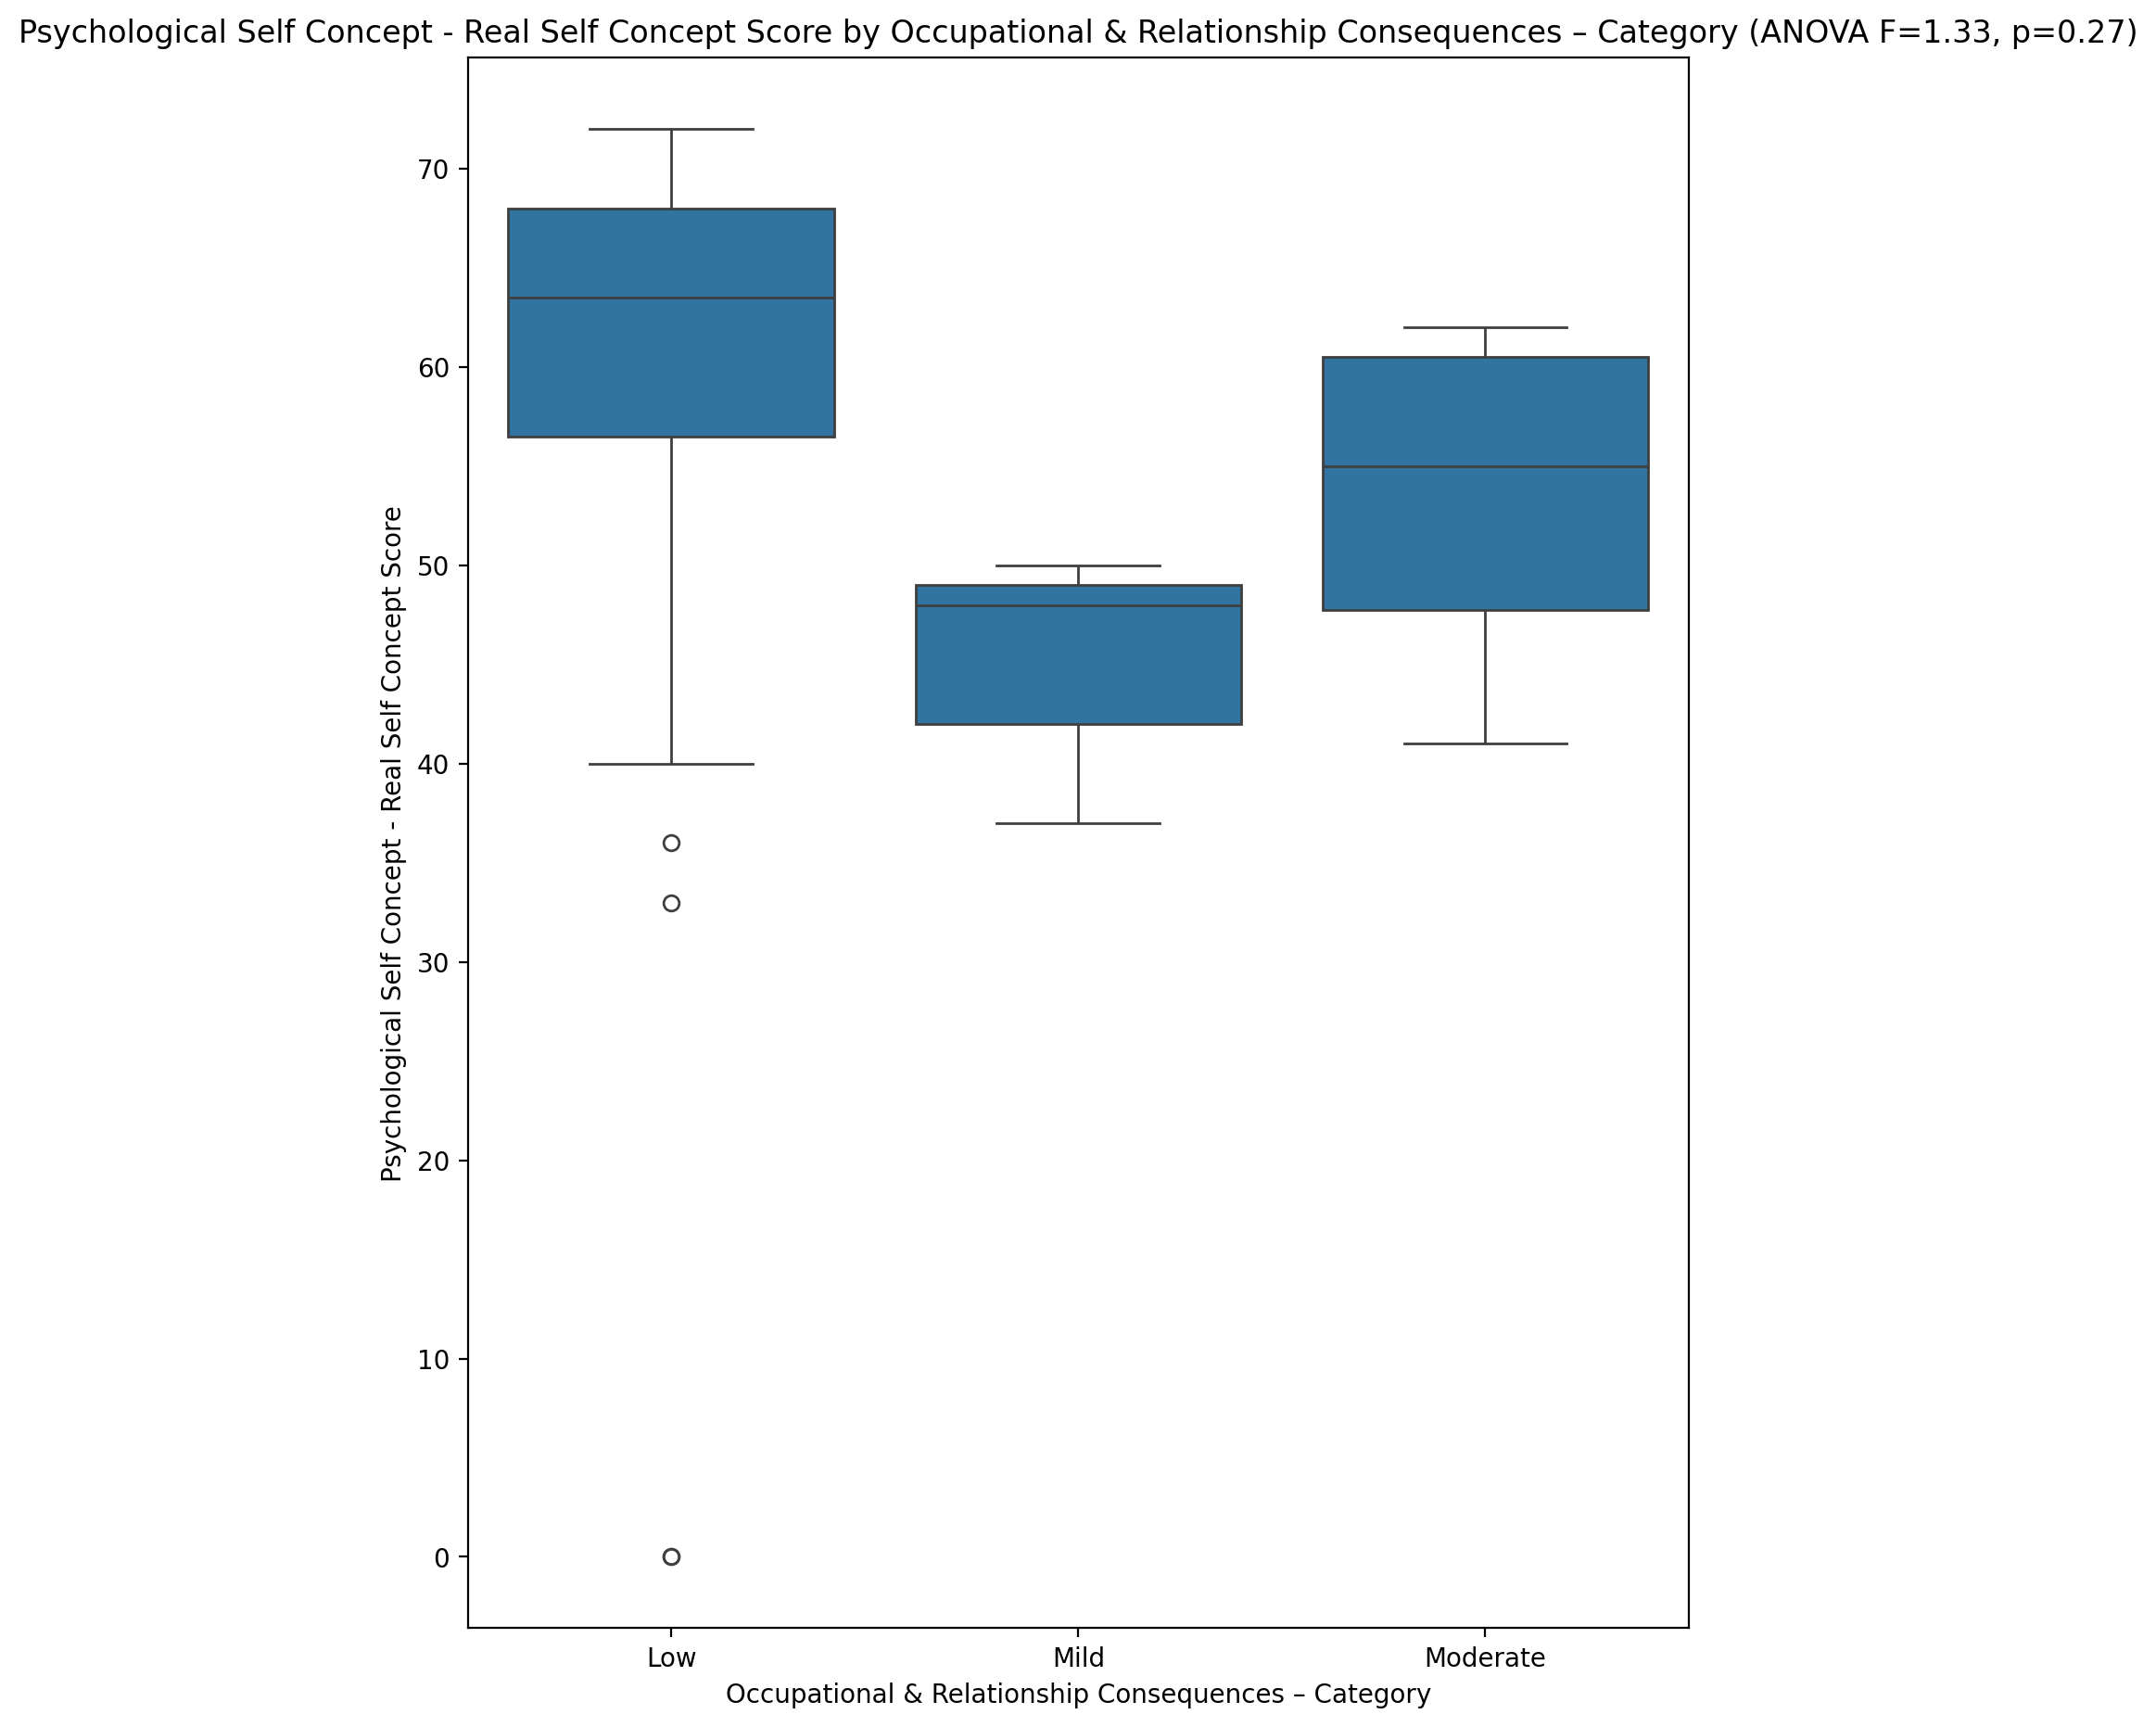 Psychological Self Concept - Real Self Concept Score by Occupational & Relationship Consequences – Category (ANOVA F=1.33, p=0.27)
Psychological Self Concept - Real Self Concept Score
70
60
50
40
30
20
10
0
Low Mild Moderate
Occupational & Relationship Consequences – Category